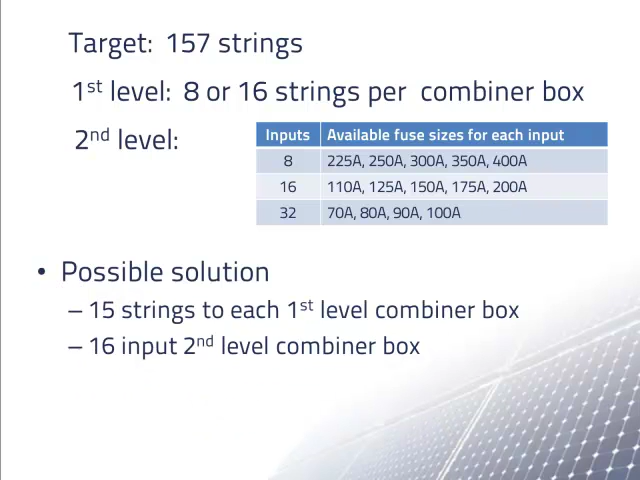 Target: 157 strings
1st level: 8 or 16 strings per combiner box
2nd level:
Inputs Available fuse sizes for each input
8 225A, 250A, 300A, 350A, 400A
16 110A, 125A, 150A, 175A, 200A
32 70A, 80A, 90A, 100A
• Possible solution
– 15 strings to each 1st level combiner box
– 16 input 2nd level combiner box